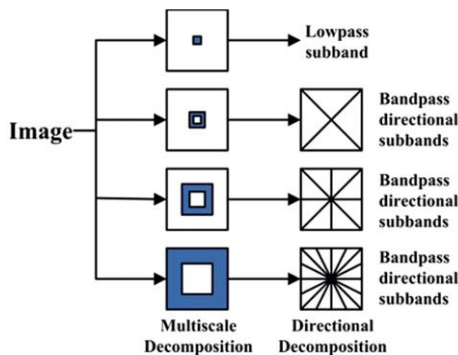 Lowpass
subband
Image
Bandpass
directional
subbands
Bandpass
directional
subbands
Bandpass
directional
subbands
Multiscale
Decomposition
Directional
Decomposition